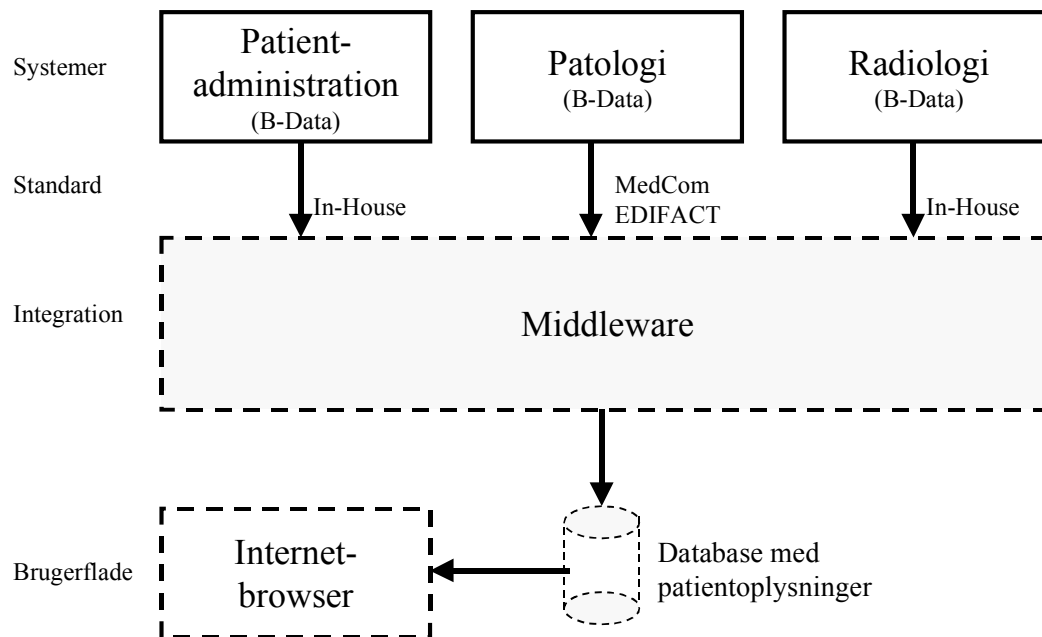 Systemer
Patient-
administration
(B-Data)
Patologi
(B-Data)
Radiologi
(B-Data)
Standard
In-House
MedCom
EDIFACT
In-House
Integration
Middleware
Brugerflade
Internet-
browser
Database med
patientoplysninger